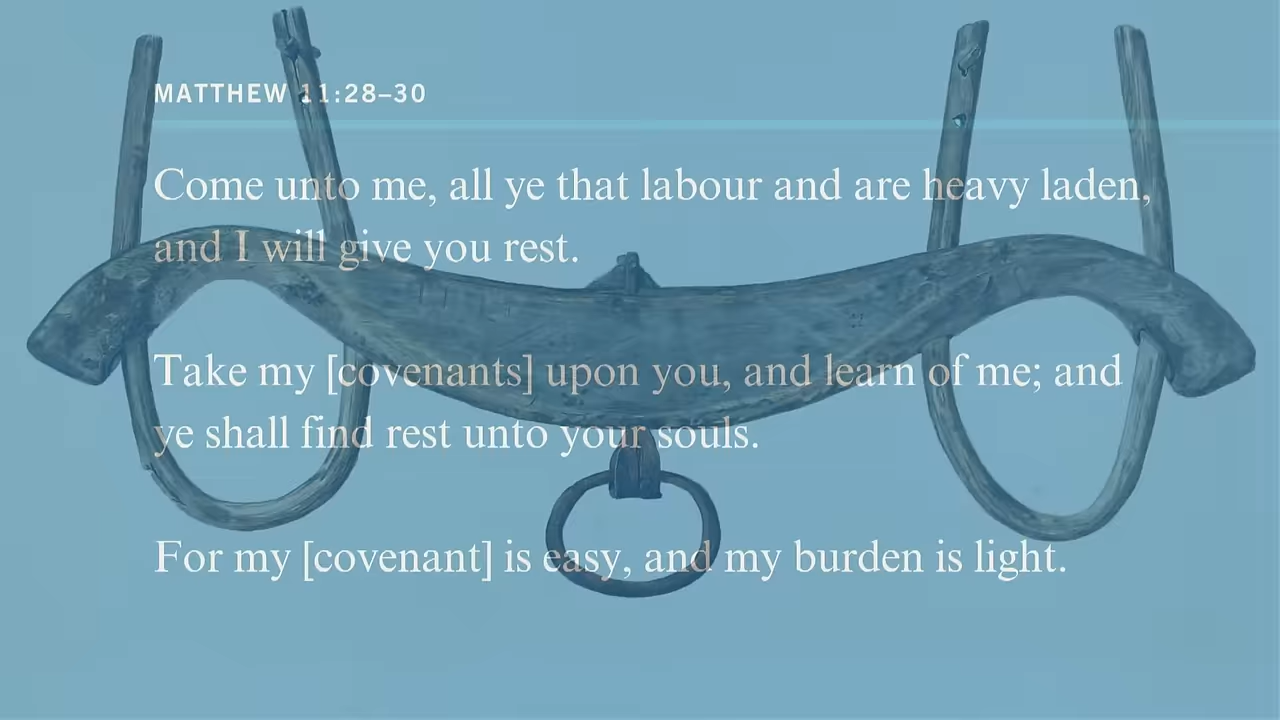 MATTHEW 11:28–30
Come unto me, all ye that labour and are heavy laden,
and I will give you rest.
Take my [covenants] upon you, and learn of me; and
ye shall find rest unto your souls.
For my [covenant] is easy, and my burden is light.